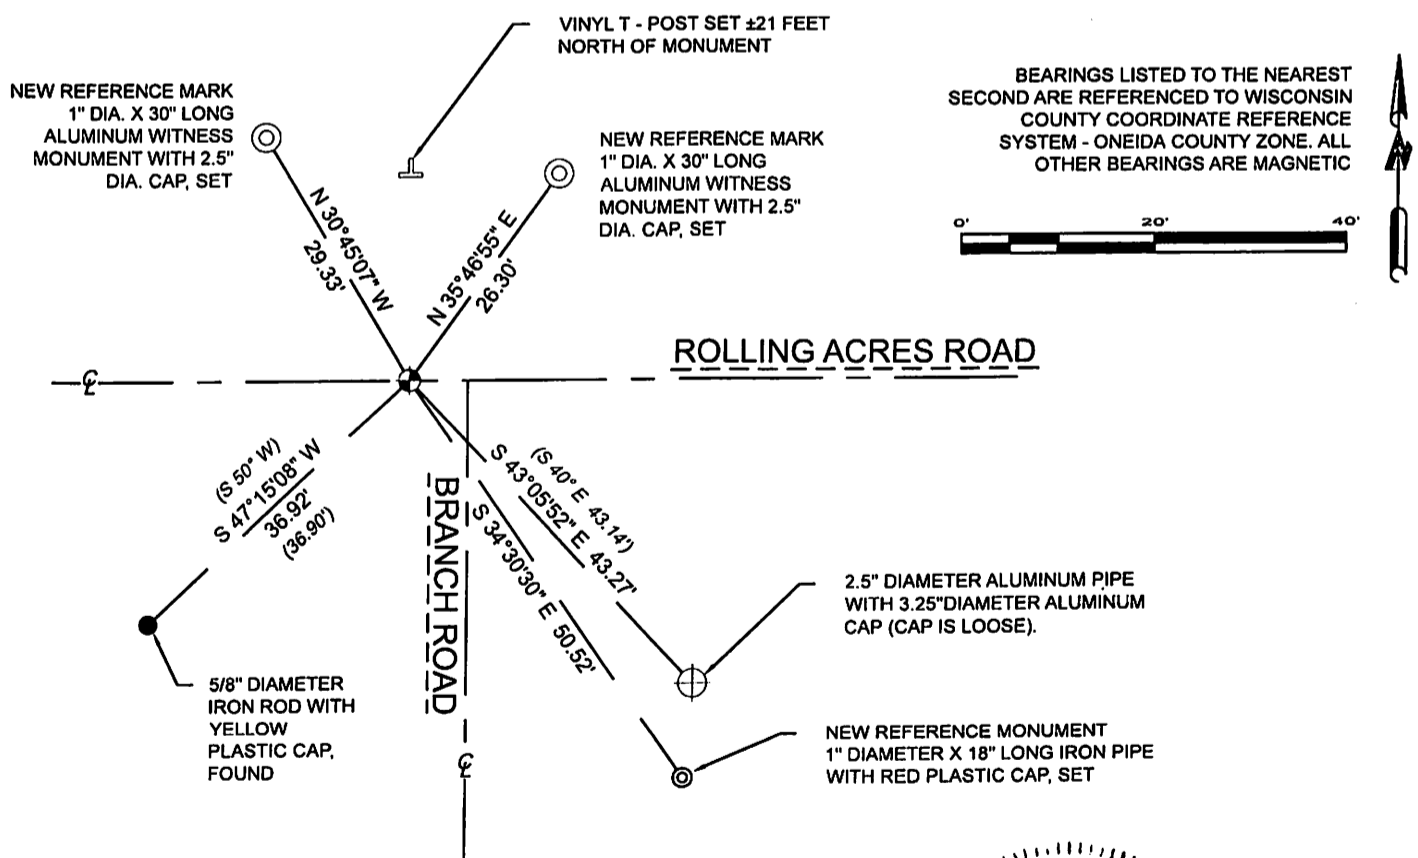 VINYL T - POST SET ±21 FEET
NORTH OF MONUMENT
NEW REFERENCE MARK
1" DIA. X 30" LONG
ALUMINUM WITNESS
MONUMENT WITH 2.5"
DIA. CAP, SET
NEW REFERENCE MARK
1" DIA. X 30" LONG
ALUMINUM WITNESS
MONUMENT WITH 2.5"
DIA. CAP, SET
BEARINGS LISTED TO THE NEAREST
SECOND ARE REFERENCED TO WISCONSIN
COUNTY COORDINATE REFERENCE
SYSTEM - ONEIDA COUNTY ZONE. ALL
OTHER BEARINGS ARE MAGNETIC
N
0' 20' 40'
N 30°45'07" W
29.33'
N 35°46'55" E
26.30'
ROLLING ACRES ROAD
℄
(S 50° W)
S 47°15'08" W
36.92'
(36.90')
BRANCH ROAD
(S 40° E 43.14')
S 43°05'52" E 43.27'
S 34°30'30" E 50.52'
2.5" DIAMETER ALUMINUM PIPE
WITH 3.25"DIAMETER ALUMINUM
CAP (CAP IS LOOSE).
5/8" DIAMETER
IRON ROD WITH
YELLOW
PLASTIC CAP,
FOUND
℄
NEW REFERENCE MONUMENT
1" DIAMETER X 18" LONG IRON PIPE
WITH RED PLASTIC CAP, SET